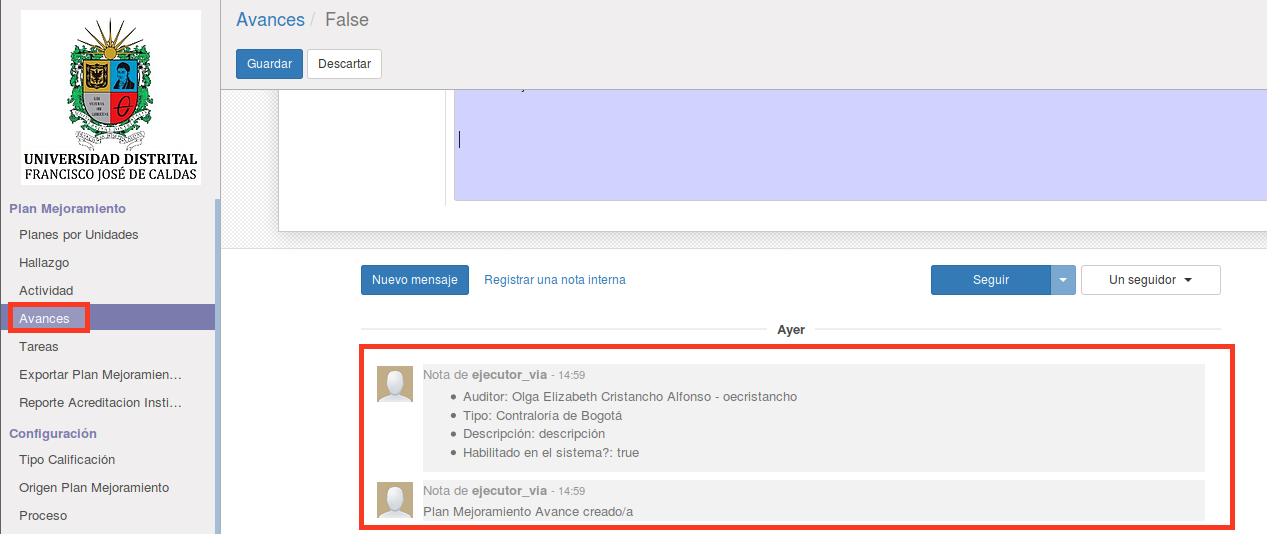 UNIVERSIDAD DISTRITAL
FRANCISCO JOSÉ DE CALDAS
Plan Mejoramiento
Planes por Unidades
Hallazgo
Actividad
Avances
Tareas
Exportar Plan Mejoramien...
Reporte Acreditacion Insti...
Configuración
Tipo Calificación
Origen Plan Mejoramiento
Proceso
Avances / False
Guardar Descartar
Nuevo mensaje Registrar una nota interna Seguir Un seguidor
Ayer
Nota de ejecutor_via - 14:59
• Auditor: Olga Elizabeth Cristancho Alfonso - oecristancho
• Tipo: Contraloría de Bogotá
• Descripción: descripción
• Habilitado en el sistema?: true
Nota de ejecutor_via - 14:59
Plan Mejoramiento Avance creado/a